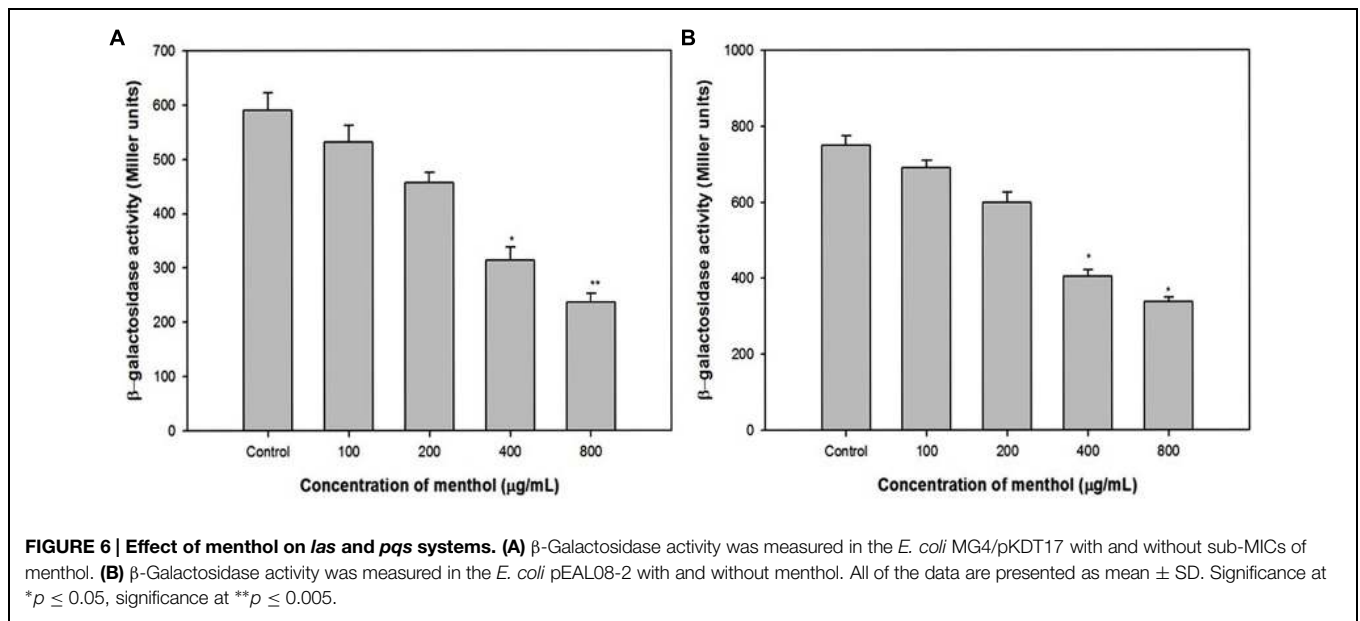 A
700
600
500
400
300
200
100
0
β-galactosidase activity (Miller units)
*
**
Control 100 200 400 800
Concentration of menthol (µg/mL)
B
1000
800
600
400
200
0
β-galactosidase activity (Miller units)
*
*
Control 100 200 400 800
Concentration of menthol (µg/mL)
FIGURE 6 | Effect of menthol on las and pqs systems. (A) β-Galactosidase activity was measured in the E. coli MG4/pKDT17 with and without sub-MICs of
menthol. (B) β-Galactosidase activity was measured in the E. coli pEAL08-2 with and without menthol. All of the data are presented as mean ± SD. Significance at
*p ≤ 0.05, significance at **p ≤ 0.005.